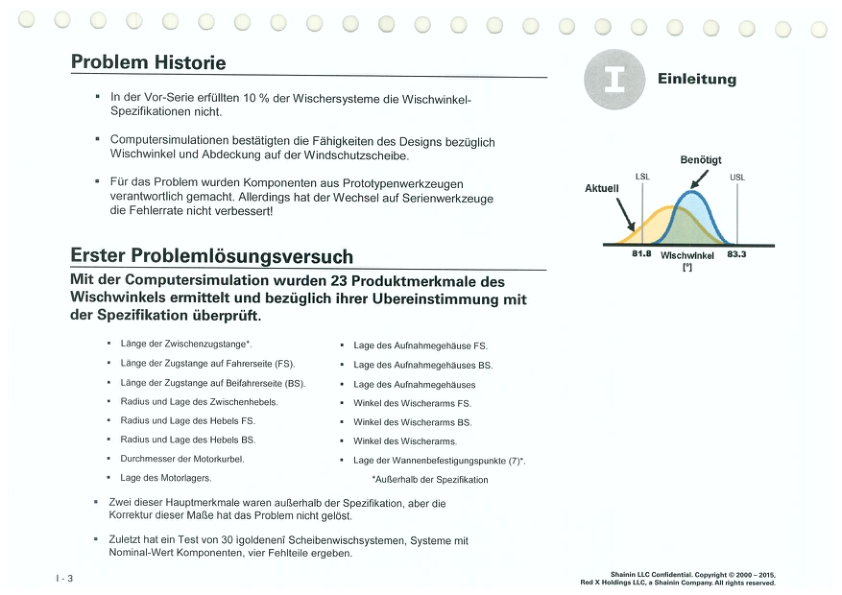 Problem Historie
I
Einleitung
▪ In der Vor-Serie erfüllten 10 % der Wischersysteme die Wischwinkel-
Spezifikationen nicht.
▪ Computersimulationen bestätigten die Fähigkeiten des Designs bezüglich
Wischwinkel und Abdeckung auf der Windschutzscheibe.
▪ Für das Problem wurden Komponenten aus Prototypenwerkzeugen
verantwortlich gemacht. Allerdings hat der Wechsel auf Serienwerkzeuge
die Fehlerrate nicht verbessert!
Benötigt
LSL
USL
Aktuell
81.8 Wischwinkel 83.3
[°]
Erster Problemlösungsversuch
Mit der Computersimulation wurden 23 Produktmerkmale des
Wischwinkels ermittelt und bezüglich ihrer Ubereinstimmung mit
der Spezifikation überprüft.
▪ Länge der Zwischenzugstange*.
▪ Länge der Zugstange auf Fahrerseite (FS).
▪ Länge der Zugstange auf Beifahrerseite (BS).
▪ Radius und Lage des Zwischenhebels.
▪ Radius und Lage des Hebels FS.
▪ Radius und Lage des Hebels BS.
▪ Durchmesser der Motorkurbel.
▪ Lage des Motorlagers.
▪ Lage des Aufnahmegehäuse FS.
▪ Lage des Aufnahmegehäuses BS.
▪ Lage des Aufnahmegehäuses
▪ Winkel des Wischerarms FS.
▪ Winkel des Wischerarms BS.
▪ Winkel des Wischerarms.
▪ Lage der Wannenbefestigungspunkte (7)*.
*Außerhalb der Spezifikation
▪ Zwei dieser Hauptmerkmale waren außerhalb der Spezifikation, aber die
Korrektur dieser Maße hat das Problem nicht gelöst.
▪ Zuletzt hat ein Test von 30 ìgoldenenî Scheibenwischsystemen, Systeme mit
Nominal-Wert Komponenten, vier Fehlteile ergeben.
I - 3
Shainin LLC Confidential. Copyright © 2000 – 2015,
Red X Holdings LLC, a Shainin Company. All rights reserved.